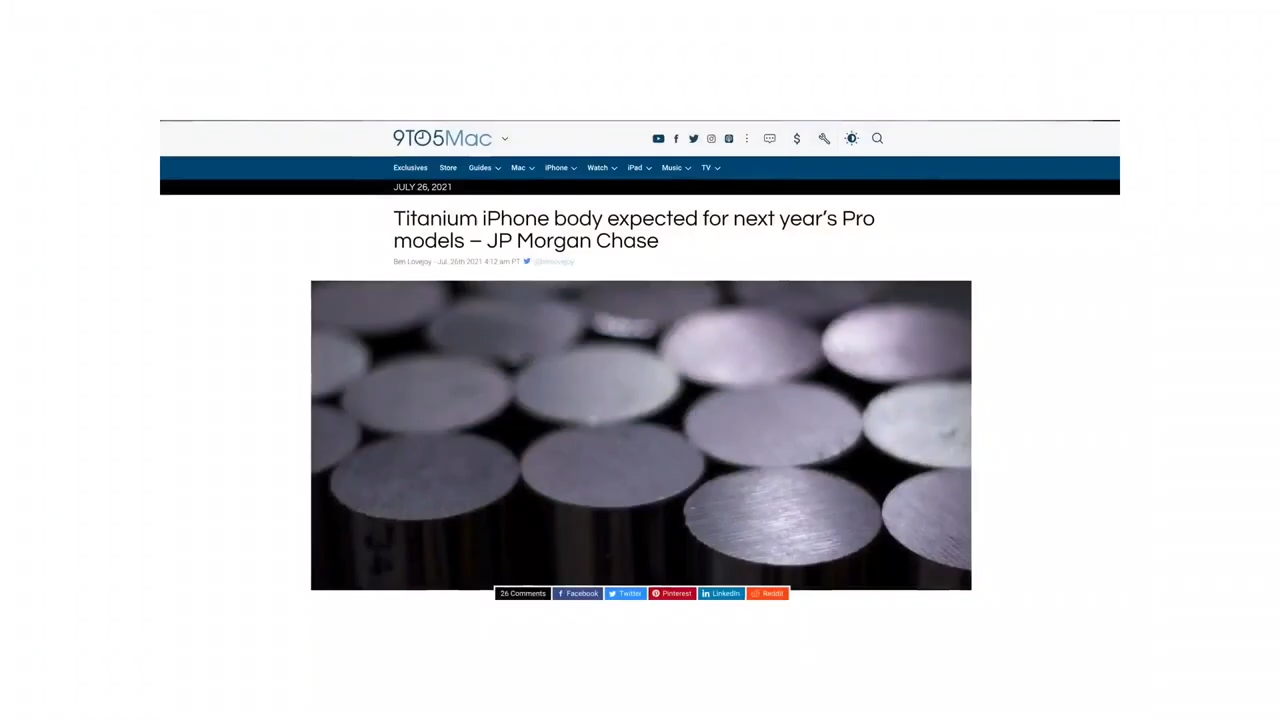 9TO5Mac
Exclusives Store Guides Mac iPhone Watch iPad Music TV
JULY 26, 2021
Titanium iPhone body expected for next year's Pro
models – JP Morgan Chase
Ben Lovejoy - Jul. 26th 2021 4:12 am PT @benlovejoy
26 Comments Facebook Twitter Pinterest LinkedIn Reddit